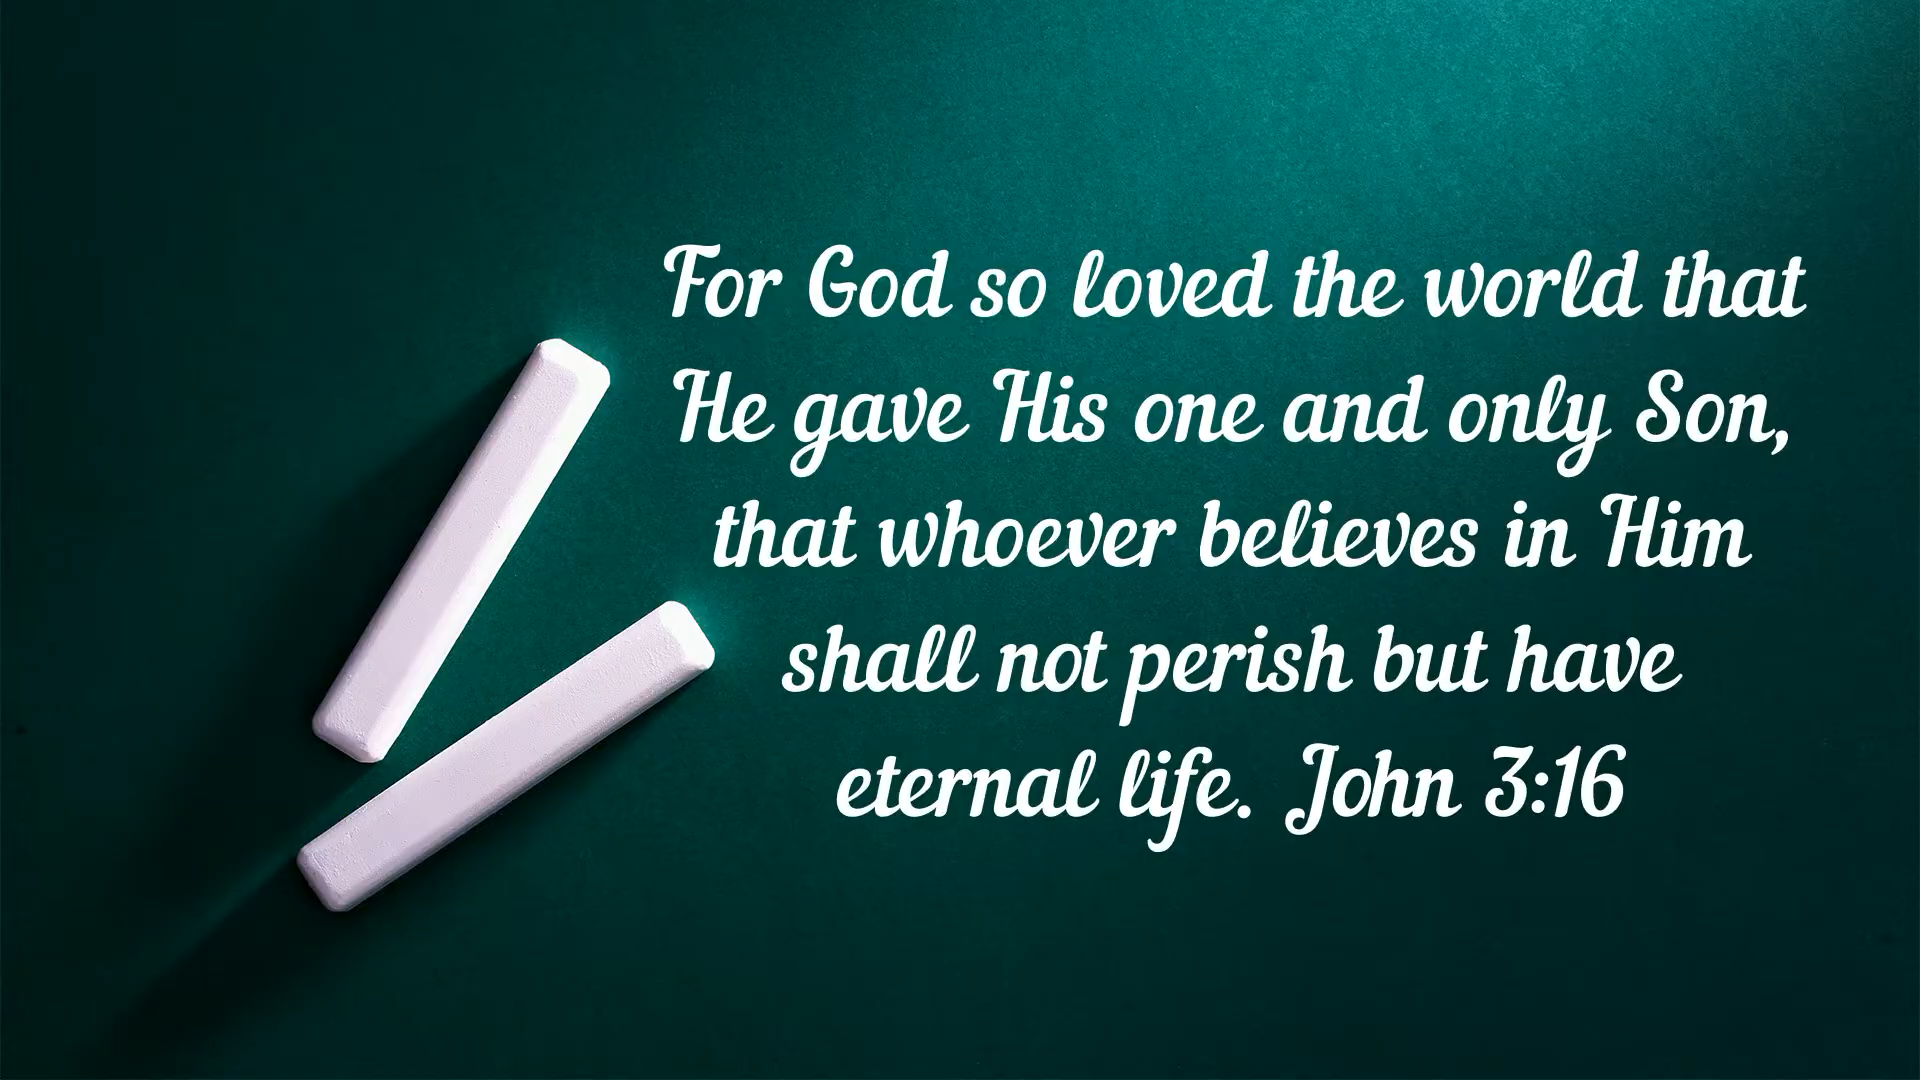 For God so loved the world that
He gave His one and only Son,
that whoever believes in Him
shall not perish but have
eternal life. John 3:16